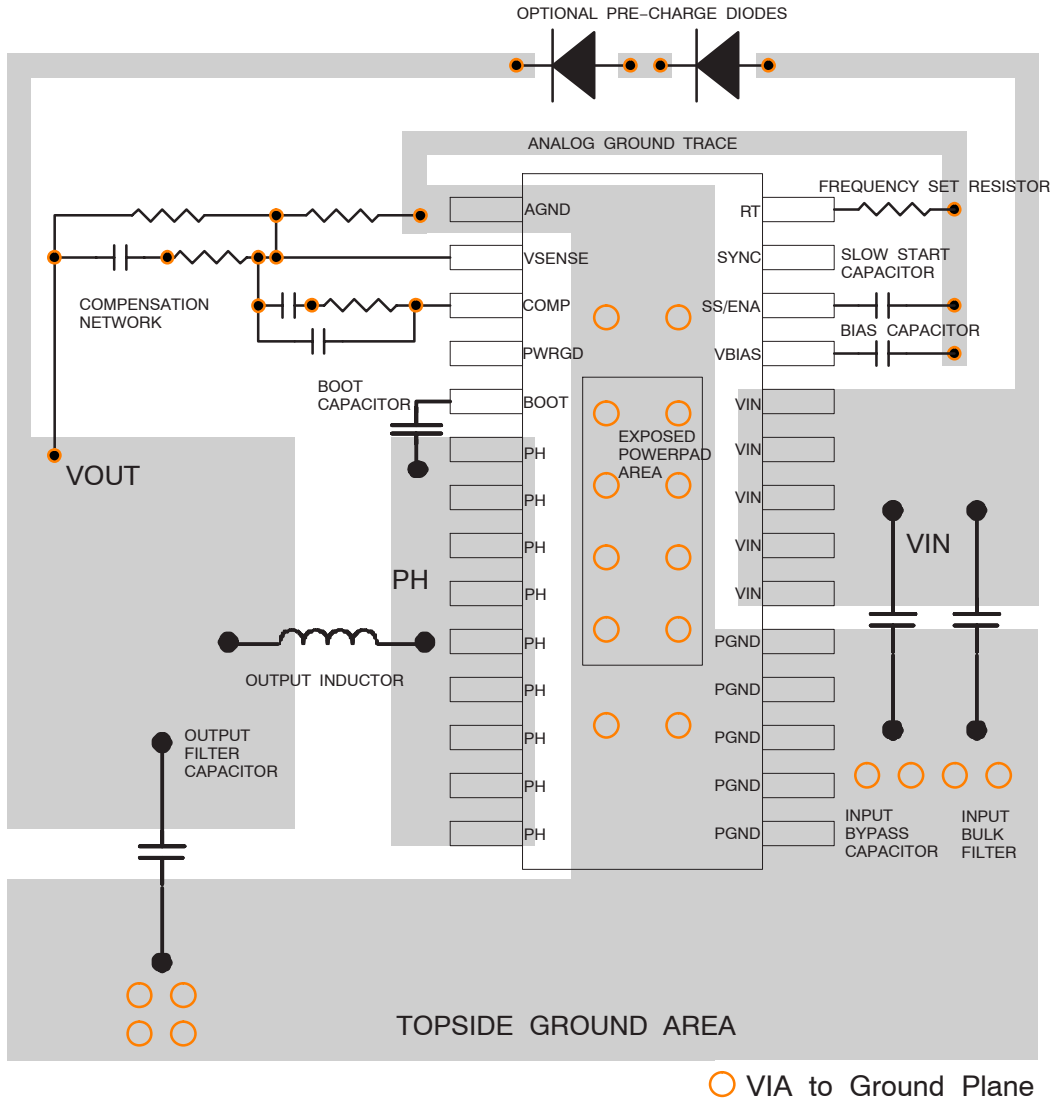 OPTIONAL PRE-CHARGE DIODES
ANALOG GROUND TRACE
FREQUENCY SET RESISTOR
AGND
RT
VSENSE
SYNC
SLOW START
CAPACITOR
COMPENSATION
NETWORK
COMP
SS/ENA
BIAS CAPACITOR
PWRGD
VBIAS
BOOT
CAPACITOR
BOOT
VIN
EXPOSED
POWERPAD
AREA
PH
VIN
VOUT
PH
VIN
PH
VIN
VIN
PH
PH
VIN
PH
PGND
OUTPUT INDUCTOR
PH
PGND
OUTPUT
FILTER
CAPACITOR
PH
PGND
PH
PGND
INPUT
BYPASS
CAPACITOR
INPUT
BULK
FILTER
PH
PGND
TOPSIDE GROUND AREA
VIA to Ground Plane